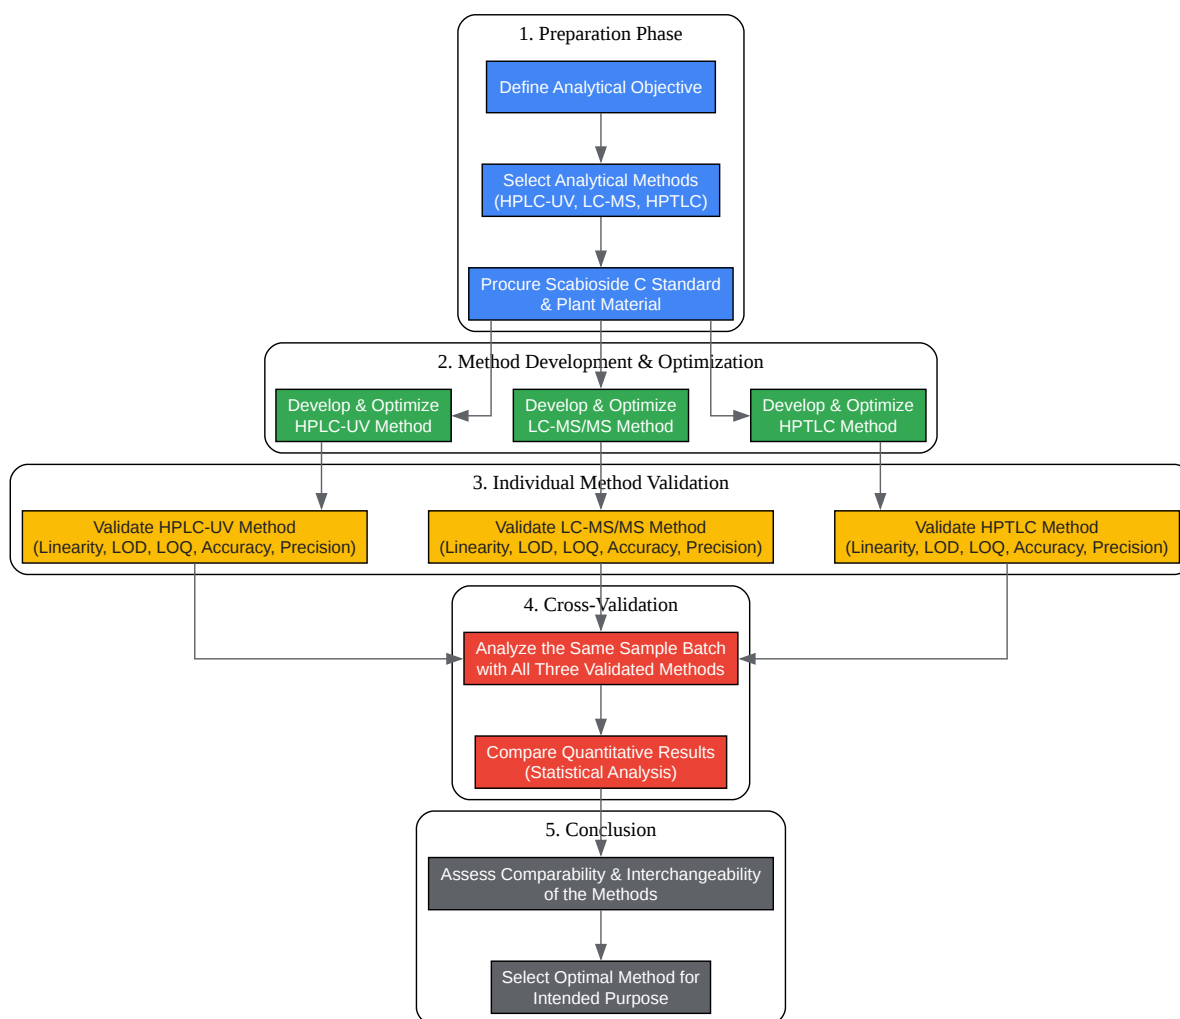 1. Preparation Phase
Define Analytical Objective
Select Analytical Methods
(HPLC-UV, LC-MS, HPTLC)
Procure Scabioside C Standard
& Plant Material
2. Method Development & Optimization
Develop & Optimize
HPLC-UV Method
Develop & Optimize
LC-MS/MS Method
Develop & Optimize
HPTLC Method
3. Individual Method Validation
Validate HPLC-UV Method
(Linearity, LOD, LOQ, Accuracy, Precision)
Validate LC-MS/MS Method
(Linearity, LOD, LOQ, Accuracy, Precision)
Validate HPTLC Method
(Linearity, LOD, LOQ, Accuracy, Precision)
4. Cross-Validation
Analyze the Same Sample Batch
with All Three Validated Methods
Compare Quantitative Results
(Statistical Analysis)
5. Conclusion
Assess Comparability & Interchangeability
of the Methods
Select Optimal Method for
Intended Purpose